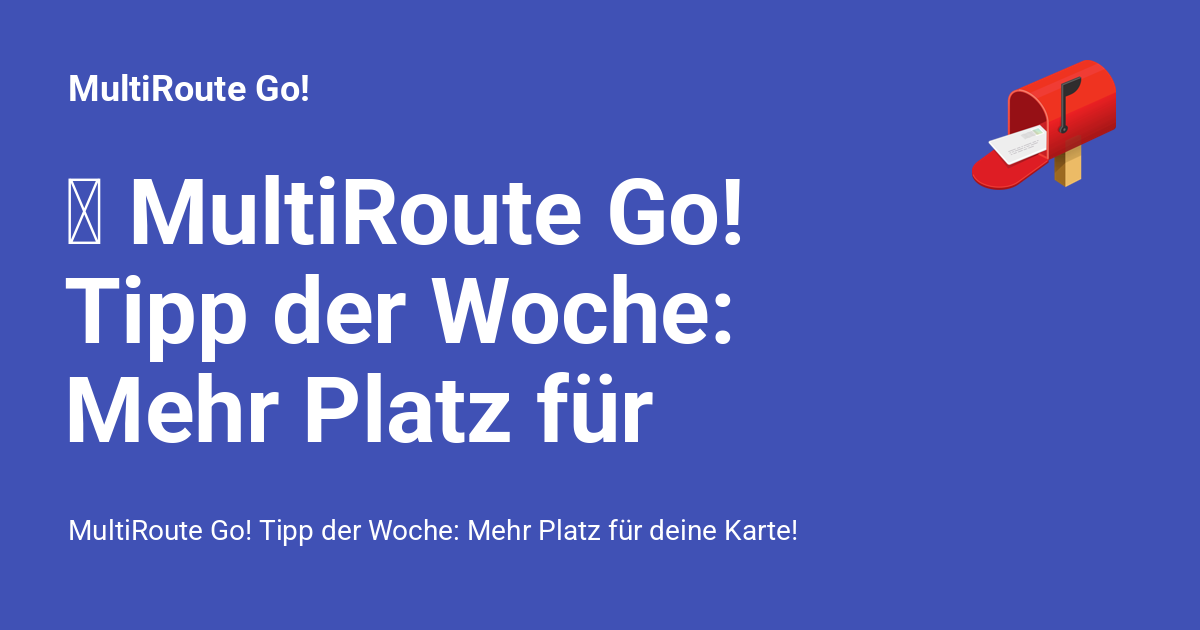 MultiRoute Go!
MultiRoute Go!
Tipp der Woche:
Mehr Platz für
MultiRoute Go! Tipp der Woche: Mehr Platz für deine Karte!